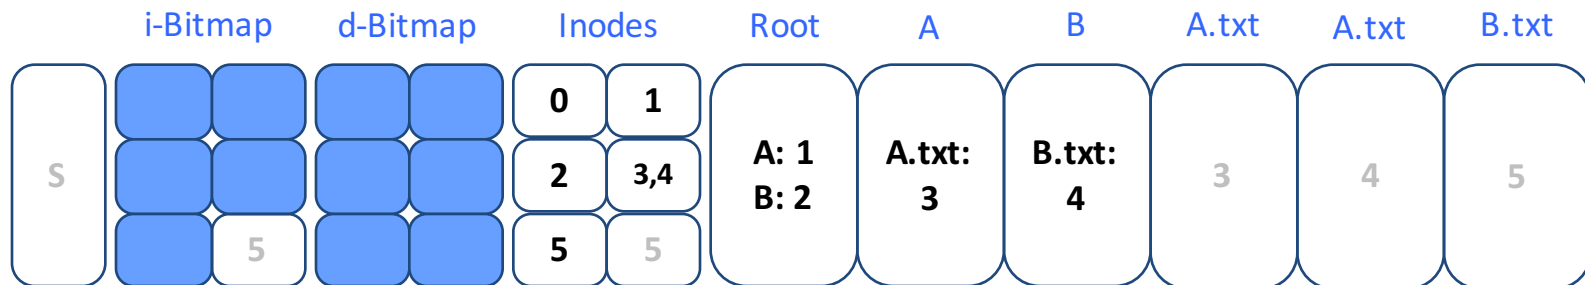 i-Bitmap d-Bitmap Inodes Root A B A.txt A.txt B.txt
0 1
A: 1 A.txt: B.txt:
S 2 3,4 3 4 5
B: 2 3 4
5 5 5